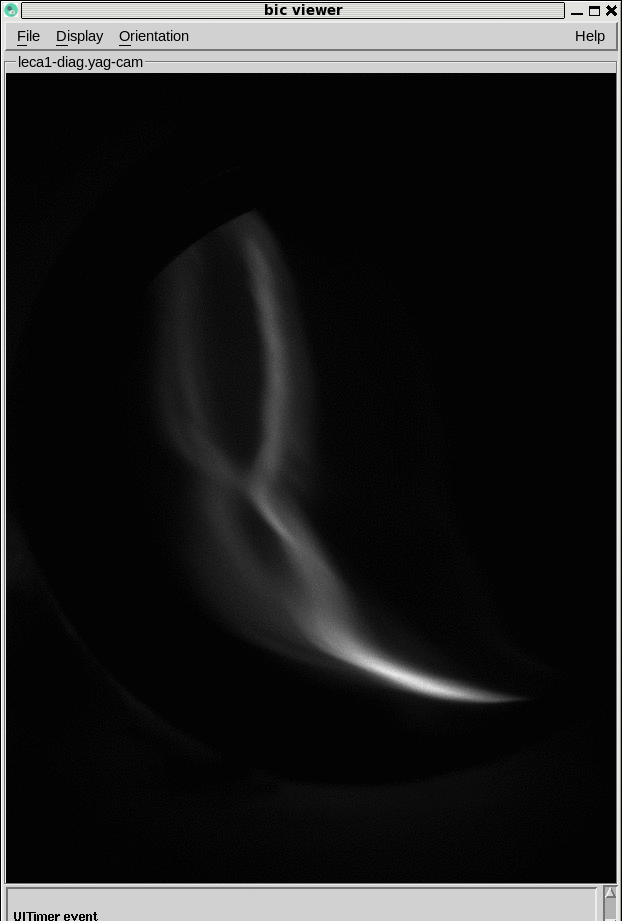 bic viewer
File Display Orientation Help
leca1-diag.yag-cam
UITimer event